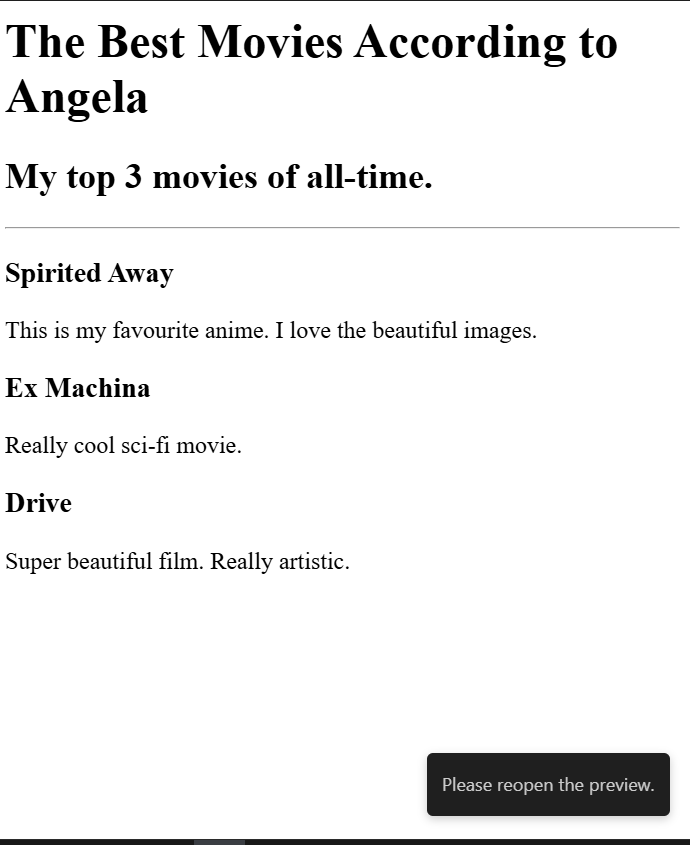 The Best Movies According to
Angela
My top 3 movies of all-time.
Spirited Away
This is my favourite anime. I love the beautiful images.
Ex Machina
Really cool sci-fi movie.
Drive
Super beautiful film. Really artistic.
Please reopen the preview.